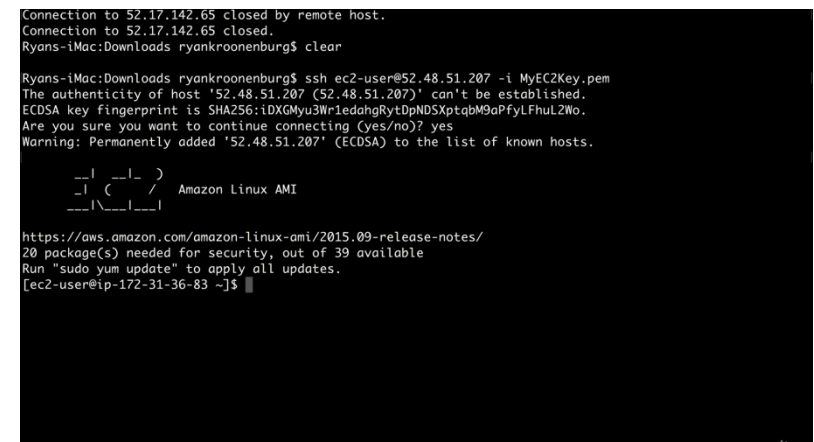 Connection to 52.17.142.65 closed by remote host.
Connection to 52.17.142.65 closed.
Ryans-iMac:Downloads ryankroonenburg$ clear
Ryans-iMac:Downloads ryankroonenburg$ ssh ec2-user@52.48.51.207 -i MyEC2Key.pem
The authenticity of host '52.48.51.207 (52.48.51.207)' can't be established.
ECDSA key fingerprint is SHA256:iDXGMyu3Wr1edahgRytDpNDSXptqbM9aPfyLFhuL2Wo.
Are you sure you want to continue connecting (yes/no)? yes
Warning: Permanently added '52.48.51.207' (ECDSA) to the list of known hosts.
       __|  __|_  )
       _|  (     /   Amazon Linux AMI
      ___|\___|___|
https://aws.amazon.com/amazon-linux-ami/2015.09-release-notes/
20 package(s) needed for security, out of 39 available
Run "sudo yum update" to apply all updates.
[ec2-user@ip-172-31-36-83 ~]$